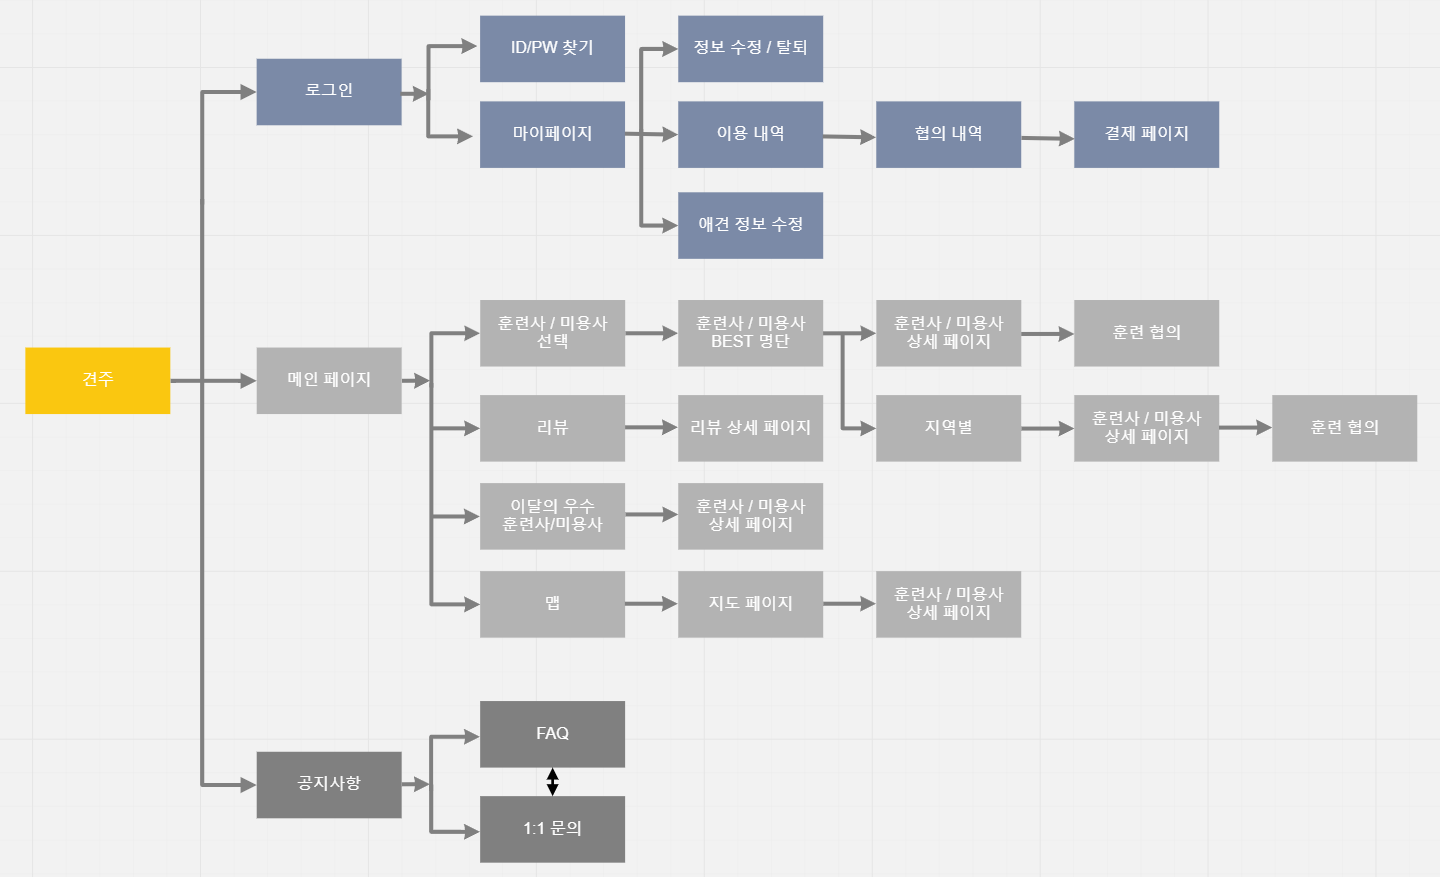 ID/PW 찾기
정보 수정 / 탈퇴
로그인
마이페이지
이용 내역
협의 내역
결제 페이지
애견 정보 수정
견주
메인 페이지
훈련사 / 미용사
선택
훈련사 / 미용사
BEST 명단
훈련사 / 미용사
상세 페이지
훈련 협의
리뷰
리뷰 상세 페이지
지역별
훈련사 / 미용사
상세 페이지
훈련 협의
이달의 우수
훈련사/미용사
훈련사 / 미용사
상세 페이지
맵
지도 페이지
훈련사 / 미용사
상세 페이지
공지사항
FAQ
1:1 문의